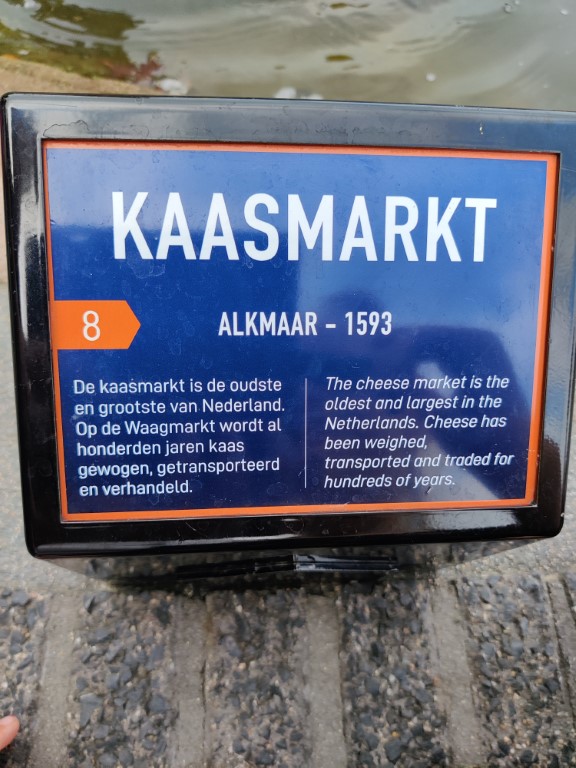 KAASMARKT
8
ALKMAAR - 1593
De kaasmarkt is de oudste
en grootste van Nederland.
Op de Waagmarkt wordt al
honderden jaren kaas
gewogen, getransporteerd
en verhandeld.
The cheese market is the
oldest and largest in the
Netherlands. Cheese has
been weighed,
transported and traded for
hundreds of years.